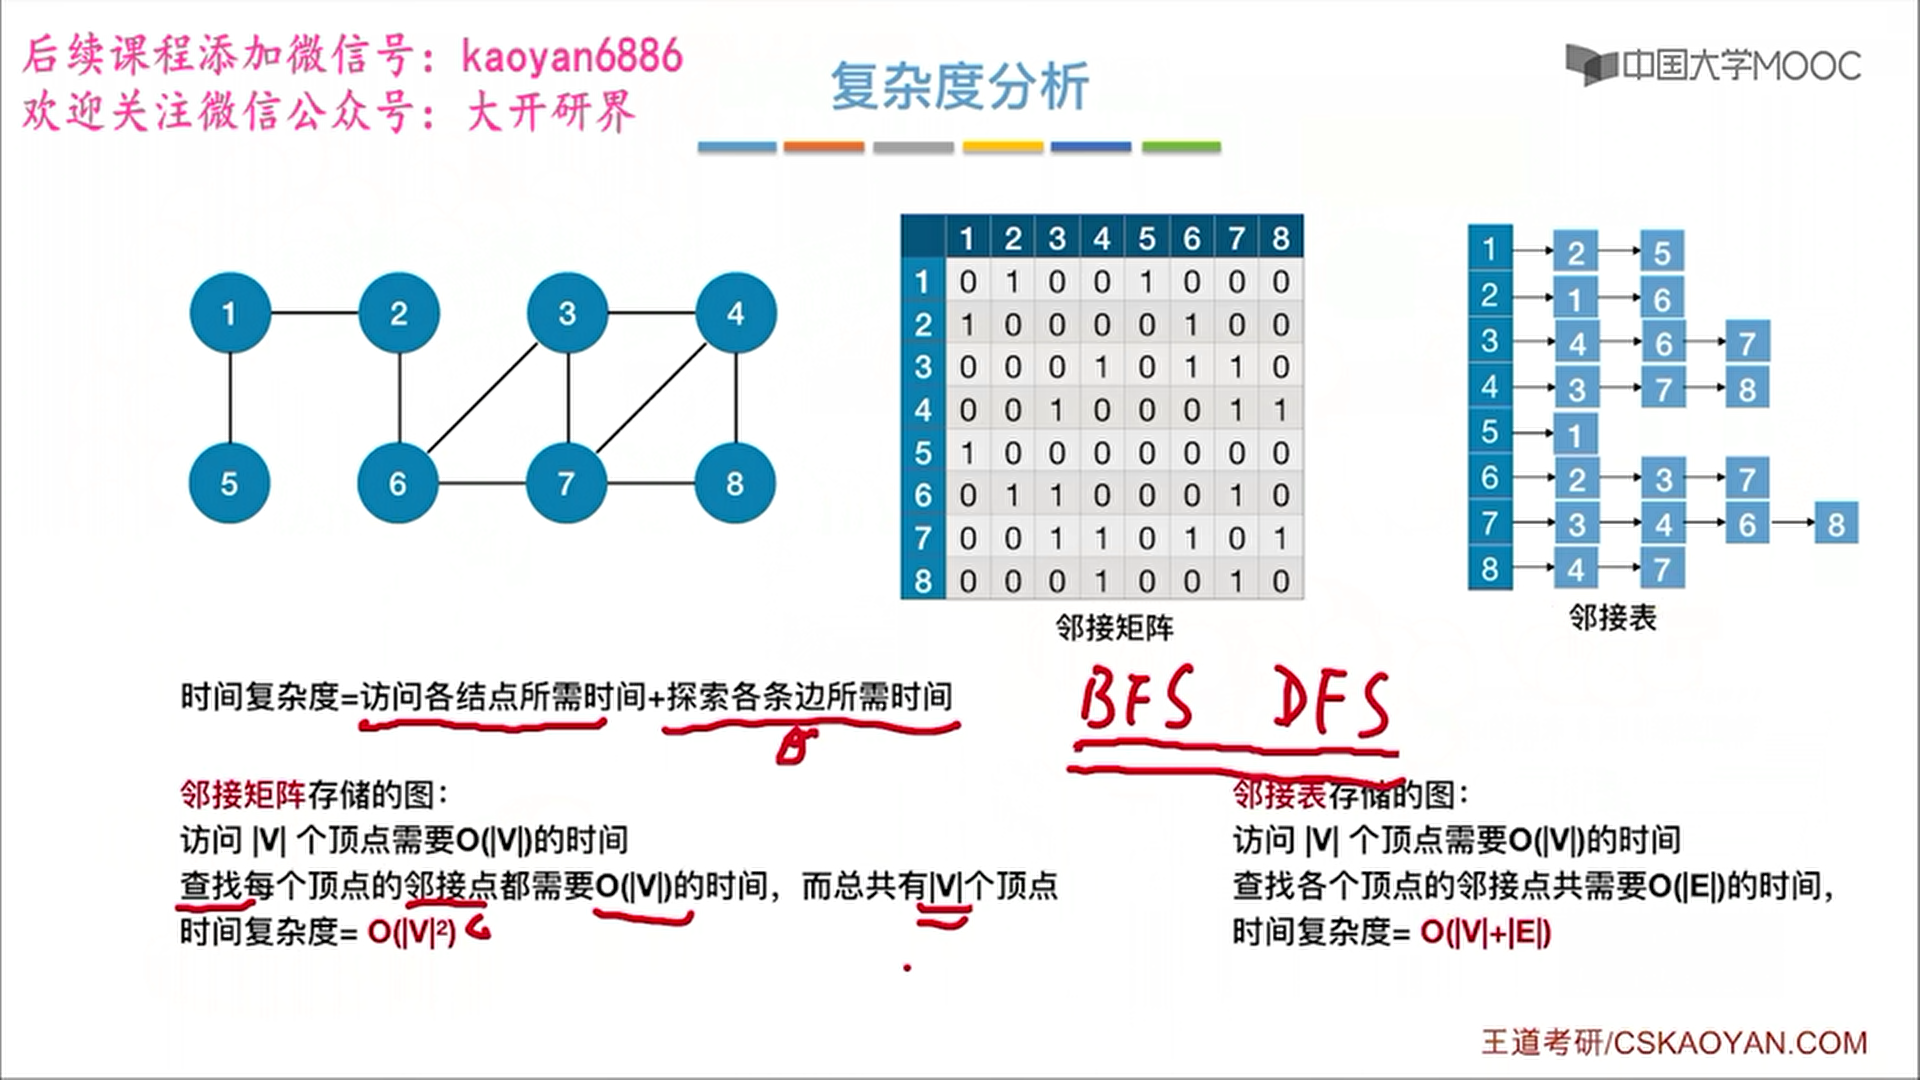 后续课程添加微信号：kaoyan6886
欢迎关注微信公众号：大开研界
复杂度分析
中国大学MOOC
1 2 3 4
5 6 7 8
1 2 3 4 5 6 7 8
1 0 1 0 0 1 0 0 0
2 1 0 0 0 0 1 0 0
3 0 0 0 1 0 1 1 0
4 0 0 1 0 0 0 1 1
5 1 0 0 0 0 0 0 0
6 0 1 1 0 0 0 1 0
7 0 0 1 1 0 1 0 1
8 0 0 0 1 0 0 1 0
邻接矩阵
1 2 5
2 1 6
3 4 6 7
4 3 7 8
5 1
6 2 3 7
7 3 4 6 8
8 4 7
邻接表
时间复杂度=访问各结点所需时间+探索各条边所需时间
BFS DFS
邻接矩阵存储的图：
访问 |V| 个顶点需要O(|V|)的时间
查找每个顶点的邻接点都需要O(|V|)的时间，而总共有|V|个顶点
时间复杂度= O(|V|²)
邻接表存储的图：
访问 |V| 个顶点需要O(|V|)的时间
查找各个顶点的邻接点共需要O(|E|)的时间，
时间复杂度= O(|V|+|E|)
王道考研/CSKAOYAN.COM